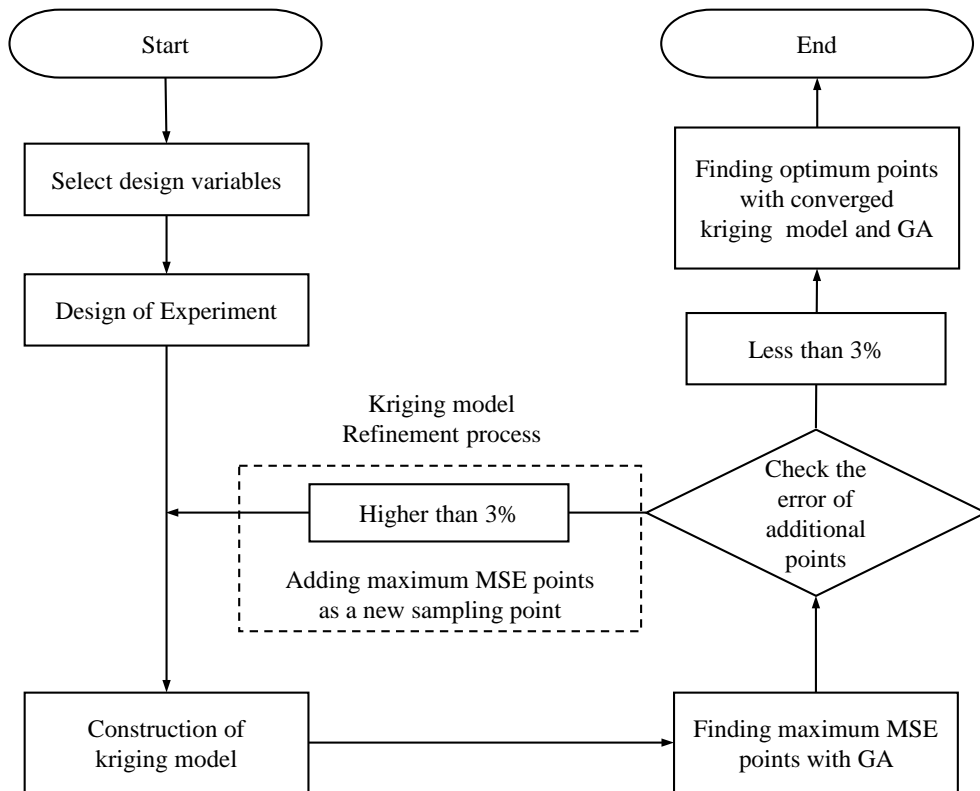 Start
Select design variables
Design of Experiment
Construction of
kriging model
Finding maximum MSE
points with GA
Check the
error of
additional
points
Kriging model
Refinement process
Higher than 3%
Adding maximum MSE points
as a new sampling point
Less than 3%
Finding optimum points
with converged
kriging model and GA
End